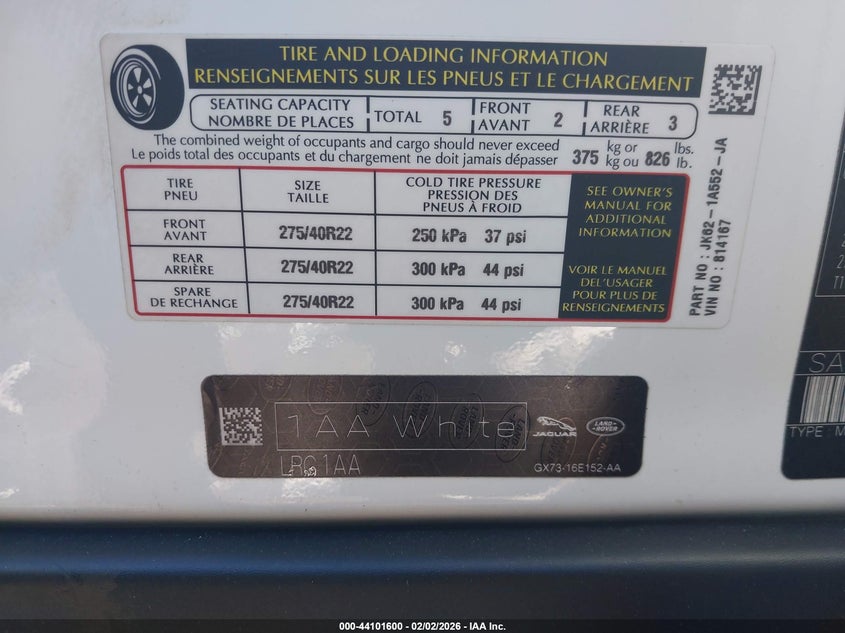 TIRE AND LOADING INFORMATION
RENSEIGNEMENTS SUR LES PNEUS ET LE CHARGEMENT
SEATING CAPACITY
NOMBRE DE PLACES
TOTAL 5
FRONT
AVANT 2
REAR
ARRIÈRE 3
The combined weight of occupants and cargo should never exceed
Le poids total des occupants et du chargement ne doit jamais dépasser
375 kg or 826 lbs.
kg ou lb.
TIRE
PNEU
SIZE
TAILLE
COLD TIRE PRESSURE
PRESSION DES
PNEUS À FROID
FRONT
AVANT
275/40R22
250 kPa 37 psi
REAR
ARRIÈRE
275/40R22
300 kPa 44 psi
SPARE
DE RECHANGE
275/40R22
300 kPa 44 psi
SEE OWNER'S
MANUAL FOR
ADDITIONAL
INFORMATION
VOIR LE MANUEL
DEL'USAGER
POUR PLUS DE
RENSEIGNEMENTS
PART NO : JK62-1A552-JA
VIN NO : 814167
1AA White
LRC1AA
JAGUAR
LAND ROVER
GX73-16E152-AA
SA
TYPE : M
000-44101600 - 02/02/2026 - IAA Inc.